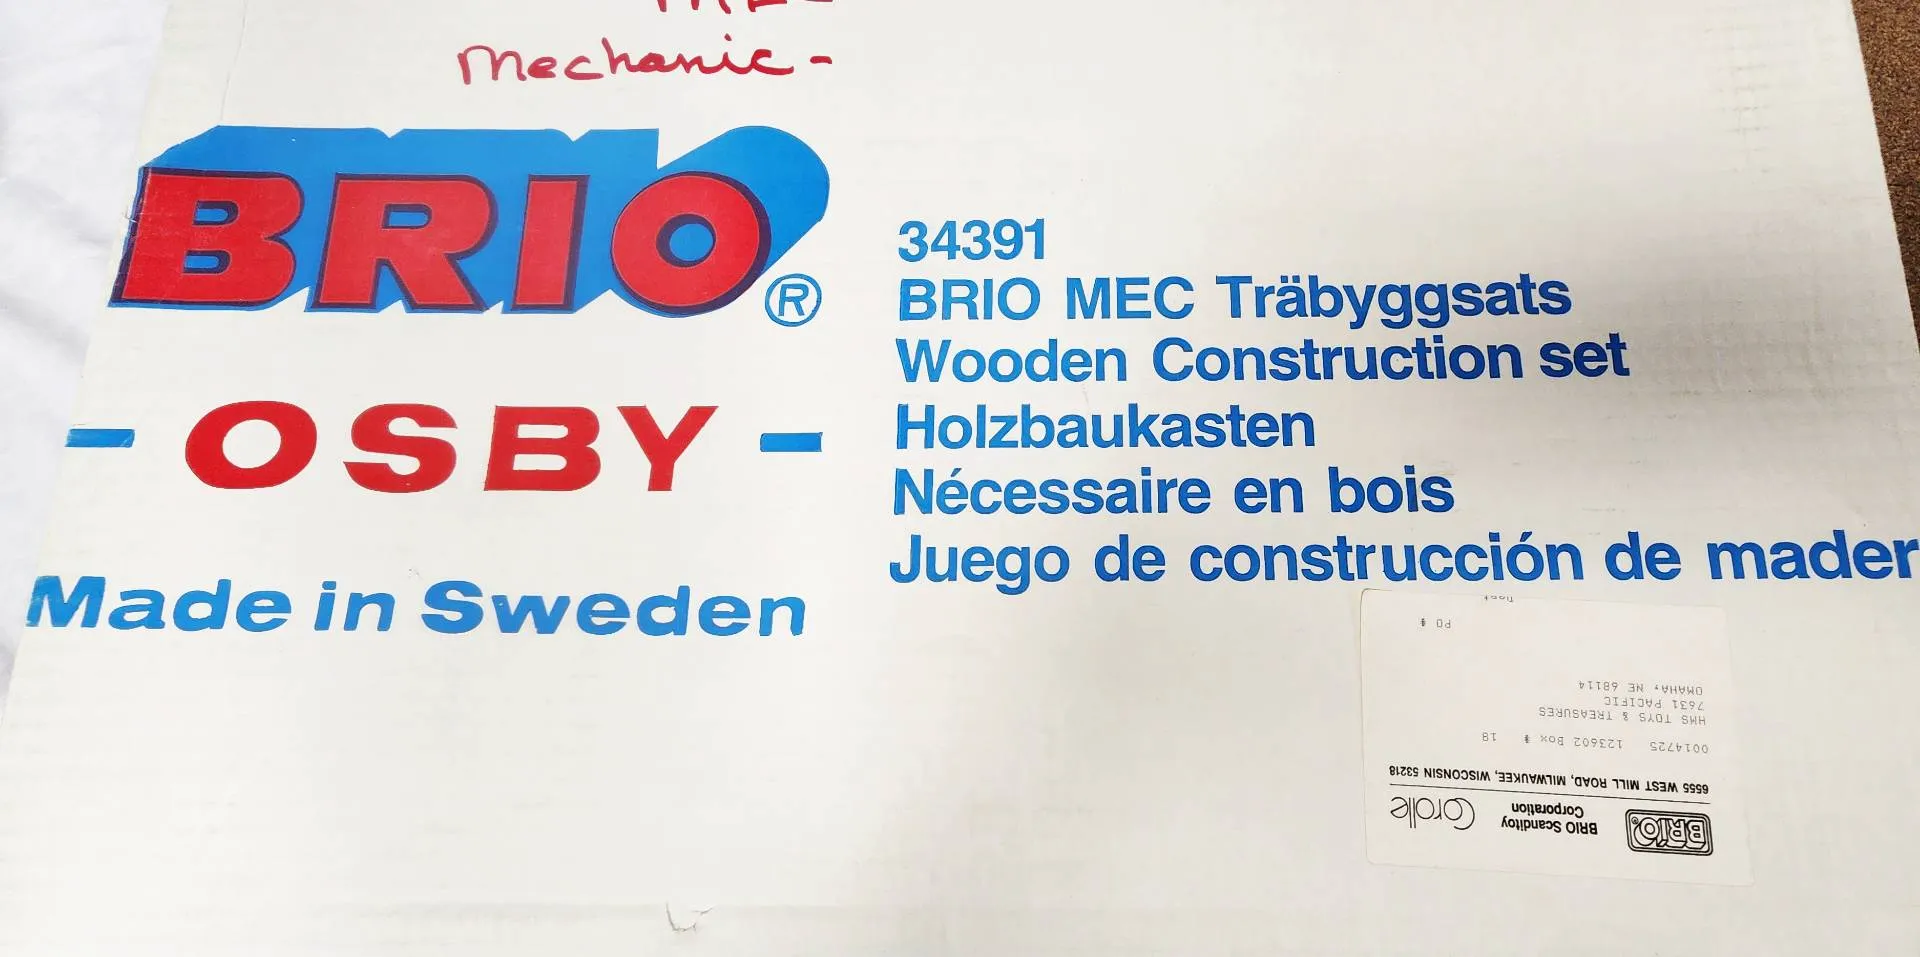 Mechanic-
BRIO®
- OSBY -
Made in Sweden
34391
BRIO MEC Träbyggsats
Wooden Construction set
Holzbaukasten
Nécessaire en bois
Juego de construcción de mader
BRIO®
BRIO Scanditoy
Corporation
Corolle
6555 WEST MILL ROAD, MILWAUKEE, WISCONSIN 53218
0014725 123602 Box # 18
HMS TOYS & TREASURES
7631 PACIFIC
OMAHA, NE 68114
PO #
Dept